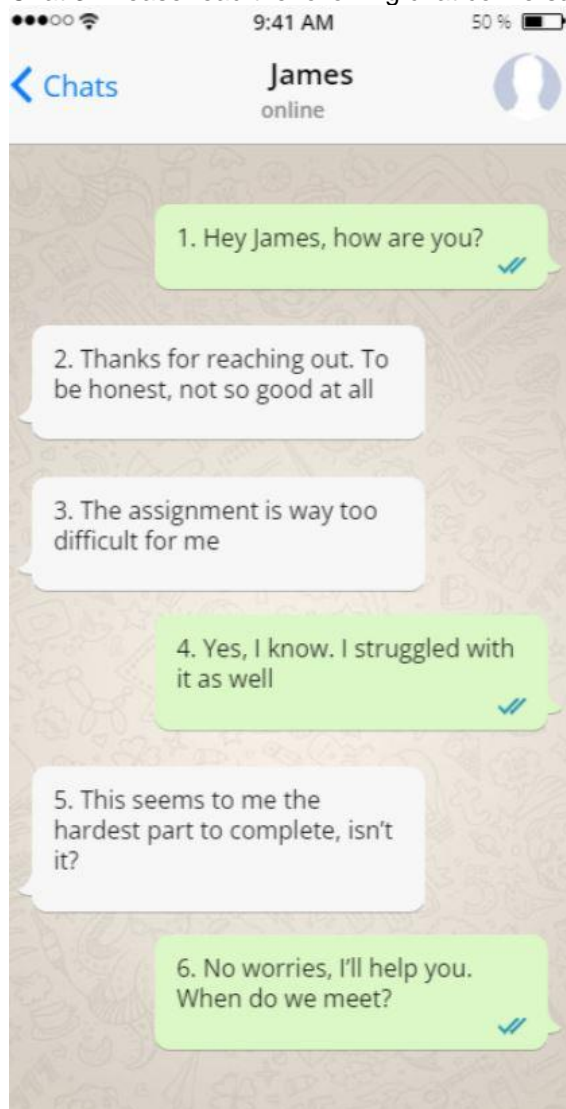 9:41 AM
50 %
Chats
James
online
1. Hey James, how are you?
2. Thanks for reaching out. To
be honest, not so good at all
3. The assignment is way too
difficult for me
4. Yes, I know. I struggled with
it as well
5. This seems to me the
hardest part to complete, isn’t
it?
6. No worries, I’ll help you.
When do we meet?